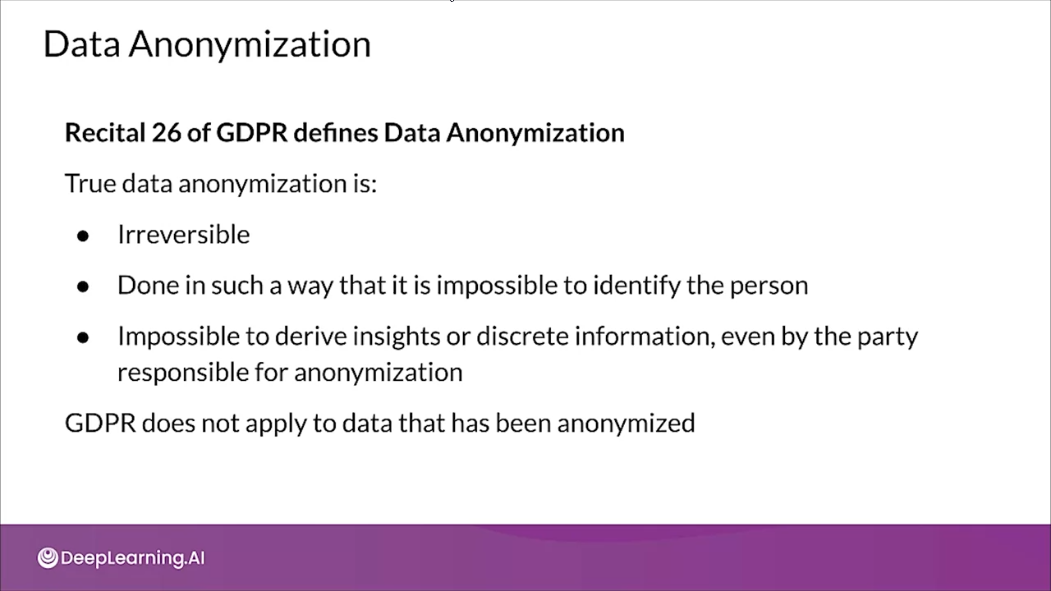 Data Anonymization
Recital 26 of GDPR defines Data Anonymization
True data anonymization is:
● Irreversible
● Done in such a way that it is impossible to identify the person
● Impossible to derive insights or discrete information, even by the party
responsible for anonymization
GDPR does not apply to data that has been anonymized
DeepLearning.AI